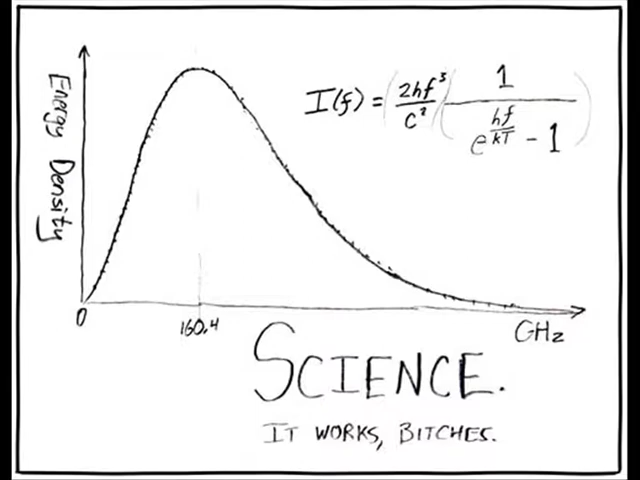 Energy Density
I(f) = (2hf³/c²)(1/(e^(hf/kT) - 1))
0
160.4
GHz
SCIENCE.
IT WORKS, BITCHES.